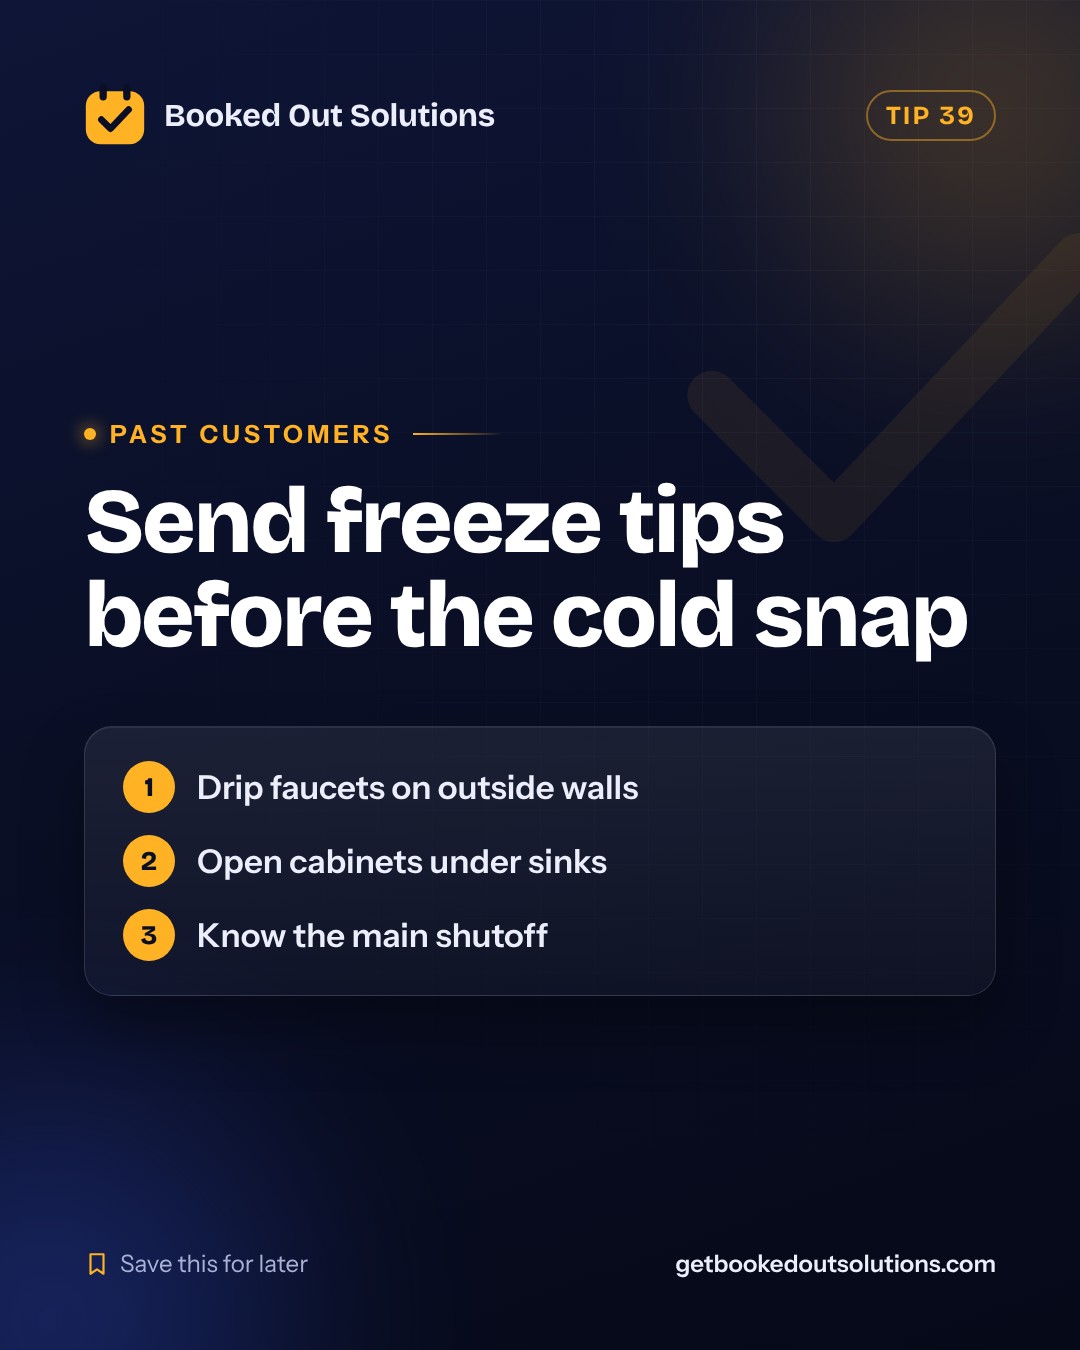 Booked Out Solutions
TIP 39
PAST CUSTOMERS
Send freeze tips
before the cold snap
1 Drip faucets on outside walls
2 Open cabinets under sinks
3 Know the main shutoff
Save this for later
getbookedoutsolutions.com